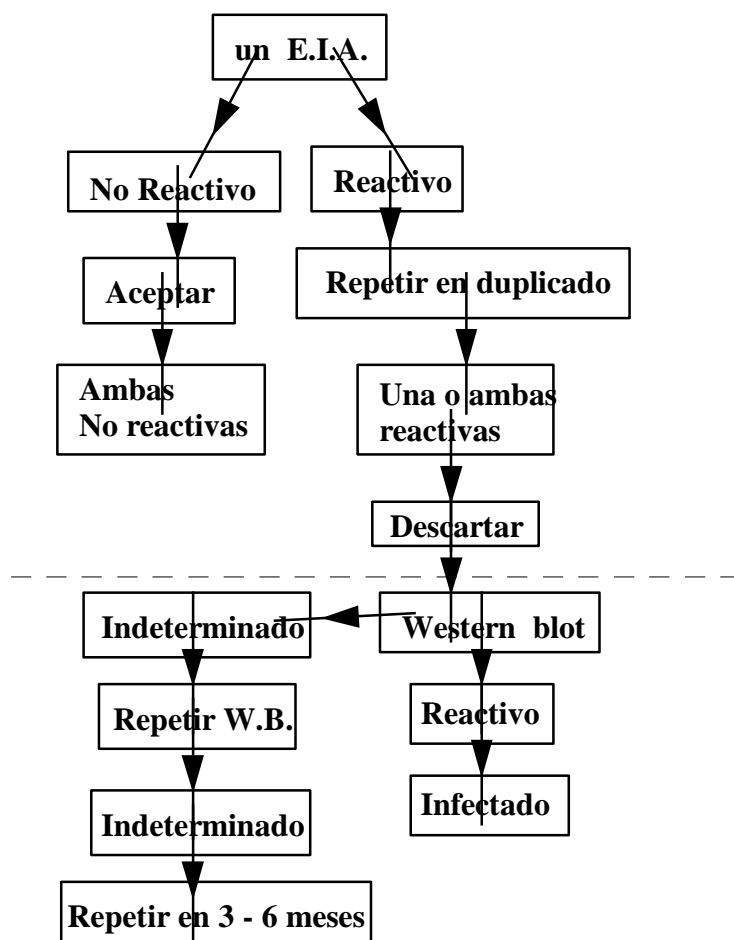 un E.I.A.
No Reactivo
Reactivo
Aceptar
Repetir en duplicado
Ambas
No reactivas
Una o ambas
reactivas
Descartar
Indeterminado
Western blot
Repetir W.B.
Reactivo
Indeterminado
Infectado
Repetir en 3 - 6 meses